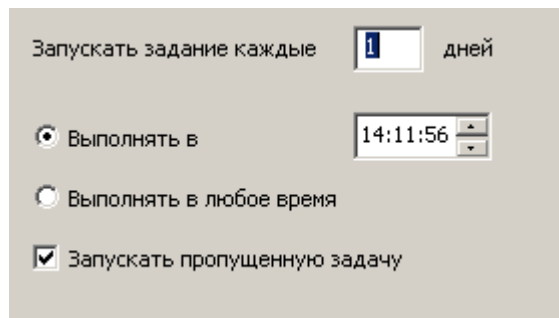 Запускать задание каждые 1 дней
Выполнять в 14:11:56
Выполнять в любое время
Запускать пропущенную задачу